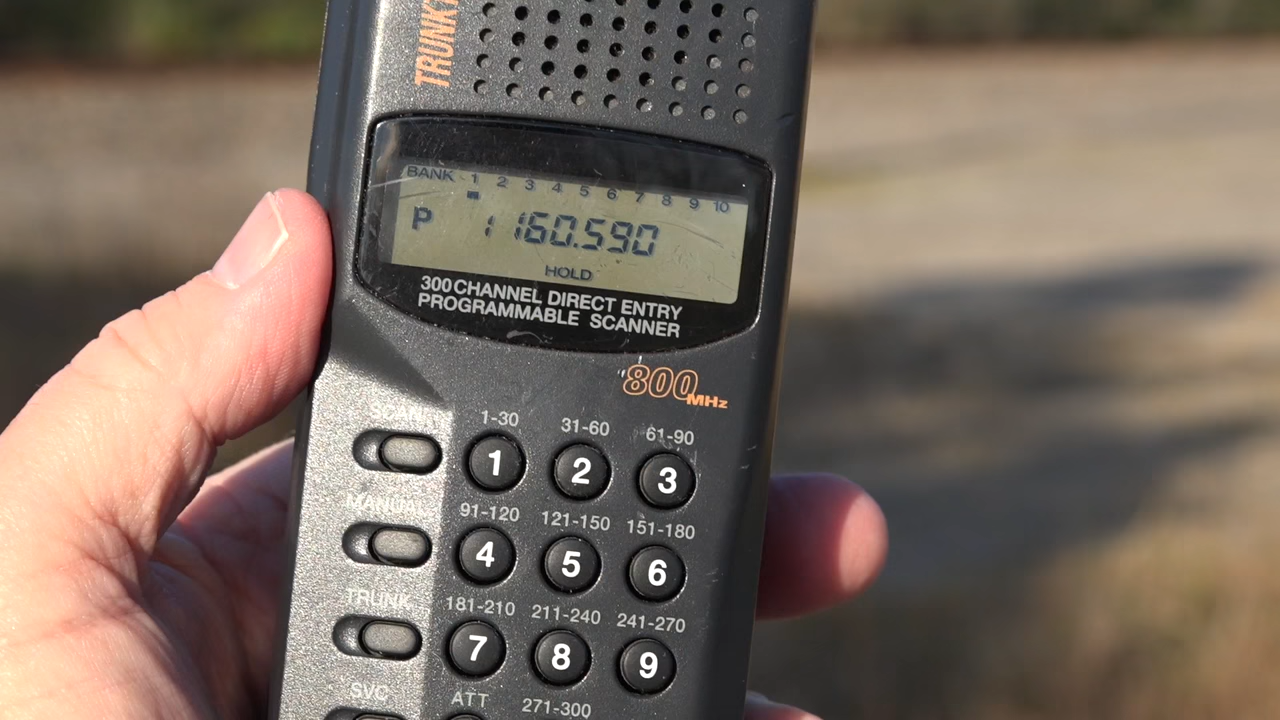 TRUNKT
BANK 1 2 3 4 5 6 7 8 9 10
P 1 160.590
HOLD
300 CHANNEL DIRECT ENTRY
PROGRAMMABLE SCANNER
800 MHz
SCAN 1-30 31-60 61-90
1 2 3
MANUAL 91-120 121-150 151-180
4 5 6
TRUNK 181-210 211-240 241-270
7 8 9
SVC ATT 271-300